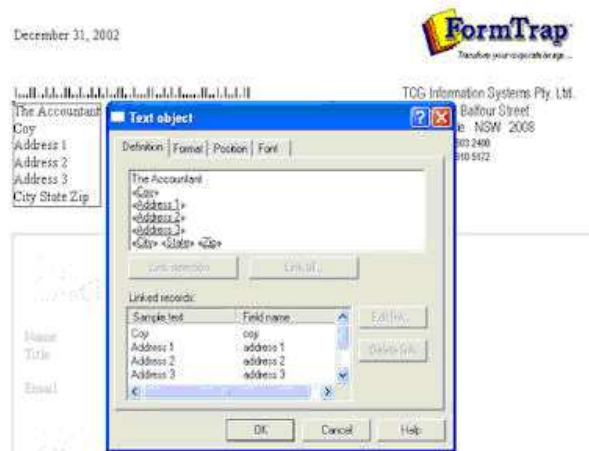 December 31, 2002
FormTrap
TCG Information Systems Pty. Ltd.
Balfour Street
NSW 2008
The Accountant
Coy
Address 1
Address 2
Address 3
City State Zip
Text object
Definition Format Position Font
The Accountant
«Coy»
«Address 1»
«Address 2»
«Address 3»
«City» «State» «Zip»
Link selection Link all...
Linked records:
Sample text Field name
Coy coy
Address 1 address 1
Address 2 address 2
Address 3 address 3
Edit link...
Delete link
OK Cancel Help
Name
Title
Email